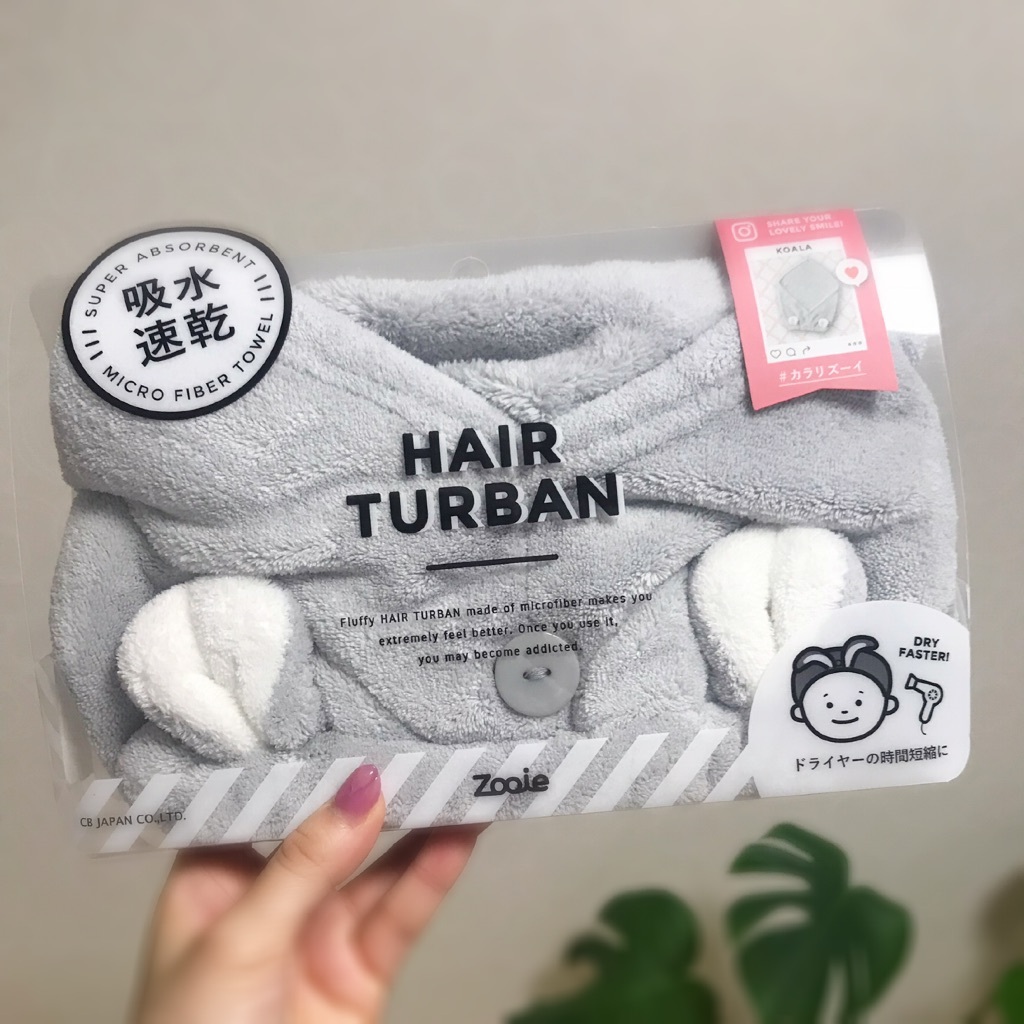 SUPER ABSORBENT
吸水
速乾
MICRO FIBER TOWEL
SHARE YOUR
LOVELY SMILE!
KOALA
#カラリズーイ
HAIR
TURBAN
Fluffy HAIR TURBAN made of microfiber makes you
extremely feel better. Once you use it,
you may become addicted.
DRY
FASTER!
ドライヤーの時間短縮に
Zooie
CB JAPAN CO.,LTD.